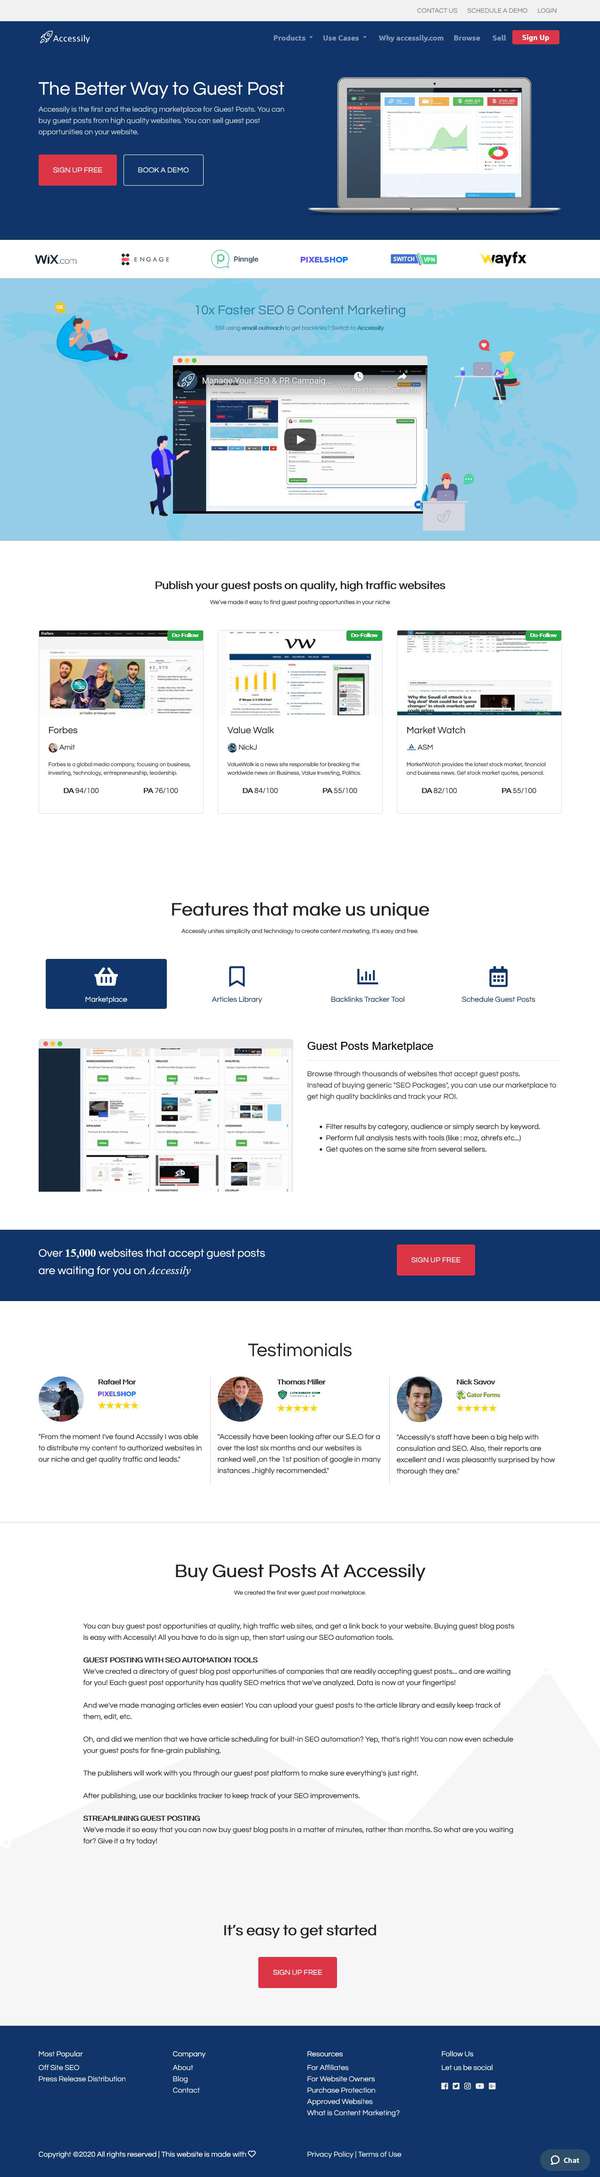 CONTACT US SCHEDULE A DEMO LOGIN
Accessily
Products Use Cases Why accessily.com Browse Sell Sign Up
The Better Way to Guest Post
Accessily is the first and the leading marketplace for Guest Posts. You can
buy guest posts from high quality websites. You can sell guest post
opportunities on your website.
SIGN UP FREE BOOK A DEMO
WiX.com ENGAGE Pinngle PIXELSHOP SWITCH VPN wayfx
10x Faster SEO & Content Marketing
Still using email outreach to get backlinks? Switch to Accessily
Manage Your SEO & PR Campaig...
Publish your guest posts on quality, high traffic websites
We've made it easy to find guest posting opportunities in your niche
Do-Follow Do-Follow Do-Follow
VW
Why the Saudi oil attack is a
'big deal' that could be a 'game
changer' in stock markets and
Forbes
Amit
Forbes is a global media company, focusing on business,
investing, technology, entrepreneurship, leadership.
DA 94/100 PA 76/100
Value Walk
NickJ
ValueWalk is a news site responsible for breaking the
worldwide news on Business, Value Investing, Politics.
DA 84/100 PA 55/100
Market Watch
ASM
MarketWatch provides the latest stock market, financial
and business news. Get stock market quotes, personal.
DA 82/100 PA 55/100
Features that make us unique
Accessily unites simplicity and technology to create content marketing, it's easy and free.
Marketplace Articles Library Backlinks Tracker Tool Schedule Guest Posts
Guest Posts Marketplace
Browse through thousands of websites that accept guest posts.
Instead of buying generic "SEO Packages", you can use our marketplace to
get high quality backlinks and track your ROI.
Filter results by category, audience or simply search by keyword.
Perform full analysis tests with tools (like : moz, ahrefs etc...)
Get quotes on the same site from several sellers.
Over 15,000 websites that accept guest posts
are waiting for you on Accessily
SIGN UP FREE
Testimonials
Rafael Mor
PIXELSHOP
"From the moment I've found Accssily I was able
to distribute my content to authorized websites in
our niche and get quality traffic and leads."
Thomas Miller
"Accessily have been looking after our S.E.O for a
over the last six months and our websites is
ranked well ,on the 1st position of google in many
instances ..highly recommended."
Nick Savov
Gator Forms
"Accessily's staff have been a big help with
consulation and SEO. Also, their reports are
excellent and I was pleasantly surprised by how
thorough they are."
Buy Guest Posts At Accessily
We created the first ever guest post marketplace.
You can buy guest post opportunities at quality, high traffic web sites, and get a link back to your website. Buying guest blog posts
is easy with Accessily! All you have to do is sign up, then start using our SEO automation tools.
GUEST POSTING WITH SEO AUTOMATION TOOLS
We've created a directory of guest blog post opportunities of companies that are readily accepting guest posts... and are waiting
for you! Each guest post opportunity has quality SEO metrics that we've analyzed. Data is now at your fingertips!
And we've made managing articles even easier! You can upload your guest posts to the article library and easily keep track of
them, edit, etc.
Oh, and did we mention that we have article scheduling for built-in SEO automation? Yep, that's right! You can now even schedule
your guest posts for fine-grain publishing.
The publishers will work with you through our guest post platform to make sure everything's just right.
After publishing, use our backlinks tracker to keep track of your SEO improvements.
STREAMLINING GUEST POSTING
We've made it so easy that you can now buy guest blog posts in a matter of minutes, rather than months. So what are you waiting
for? Give it a try today!
It's easy to get started
SIGN UP FREE
Most Popular
Off Site SEO
Press Release Distribution
Company
About
Blog
Contact
Resources
For Affiliates
For Website Owners
Purchase Protection
Approved Websites
What is Content Marketing?
Follow Us
Let us be social
Copyright ©2020 All rights reserved | This website is made with
Privacy Policy | Terms of Use
Chat